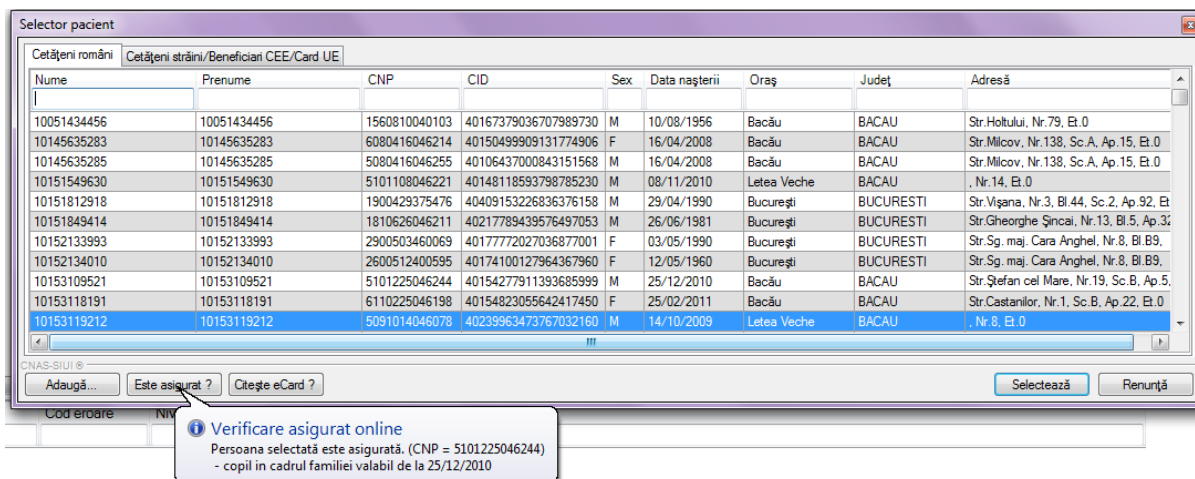 Selector pacient
Cetăţeni români Cetăţeni străini/Beneficiari CEE/Card UE
Nume Prenume CNP CID Sex Data naşterii Oraş Judeţ Adresă
10051434456 10051434456 1560810040103 40167379036707989730 M 10/08/1956 Bacău BACAU Str.Holtului, Nr.79, Et.0
10145635283 10145635283 6080416046214 40150499909131774906 F 16/04/2008 Bacău BACAU Str.Milcov, Nr.138, Sc.A, Ap.15, Et.0
10145635285 10145635285 5080416046255 40106437000843151568 M 16/04/2008 Bacău BACAU Str.Milcov, Nr.138, Sc.A, Ap.15, Et.0
10151549630 10151549630 5101108046221 40148118593798785230 M 08/11/2010 Letea Veche BACAU , Nr.14, Et.0
10151812918 10151812918 1900429375476 40409153226836376158 M 29/04/1990 Bucureşti BUCURESTI Str.Vişana, Nr.3, Bl.44, Sc.2, Ap.92, Et
10151849414 10151849414 1810626046211 40217789439576497053 M 26/06/1981 Bucureşti BUCURESTI Str.Gheorghe Şincai, Nr.13, Bl.5, Ap.32
10152133993 10152133993 2900503460069 40177772027036877001 F 03/05/1990 Bucureşti BUCURESTI Str.Sg. maj. Cara Anghel, Nr.8, Bl.B9,
10152134010 10152134010 2600512400595 40174100127964367960 F 12/05/1960 Bucureşti BUCURESTI Str.Sg. maj. Cara Anghel, Nr.8, Bl.B9,
10153109521 10153109521 5101225046244 40154277911393685999 M 25/12/2010 Bacău BACAU Str.Ştefan cel Mare, Nr.19, Sc.B, Ap.5,
10153118191 10153118191 6110225046198 40154823055642417450 F 25/02/2011 Bacău BACAU Str.Castanilor, Nr.1, Sc.B, Ap.22, Et.0
10153119212 10153119212 5091014046078 40239963473767032160 M 14/10/2009 Letea Veche BACAU , Nr.8, Et.0
CNAS-SIUI ®
Adaugă... Este asigurat ? Citeşte eCard ? Selectează Renunţă
Cod eroare
Verificare asigurat online
Persoana selectată este asigurată. (CNP = 5101225046244)
- copil in cadrul familiei valabil de la 25/12/2010